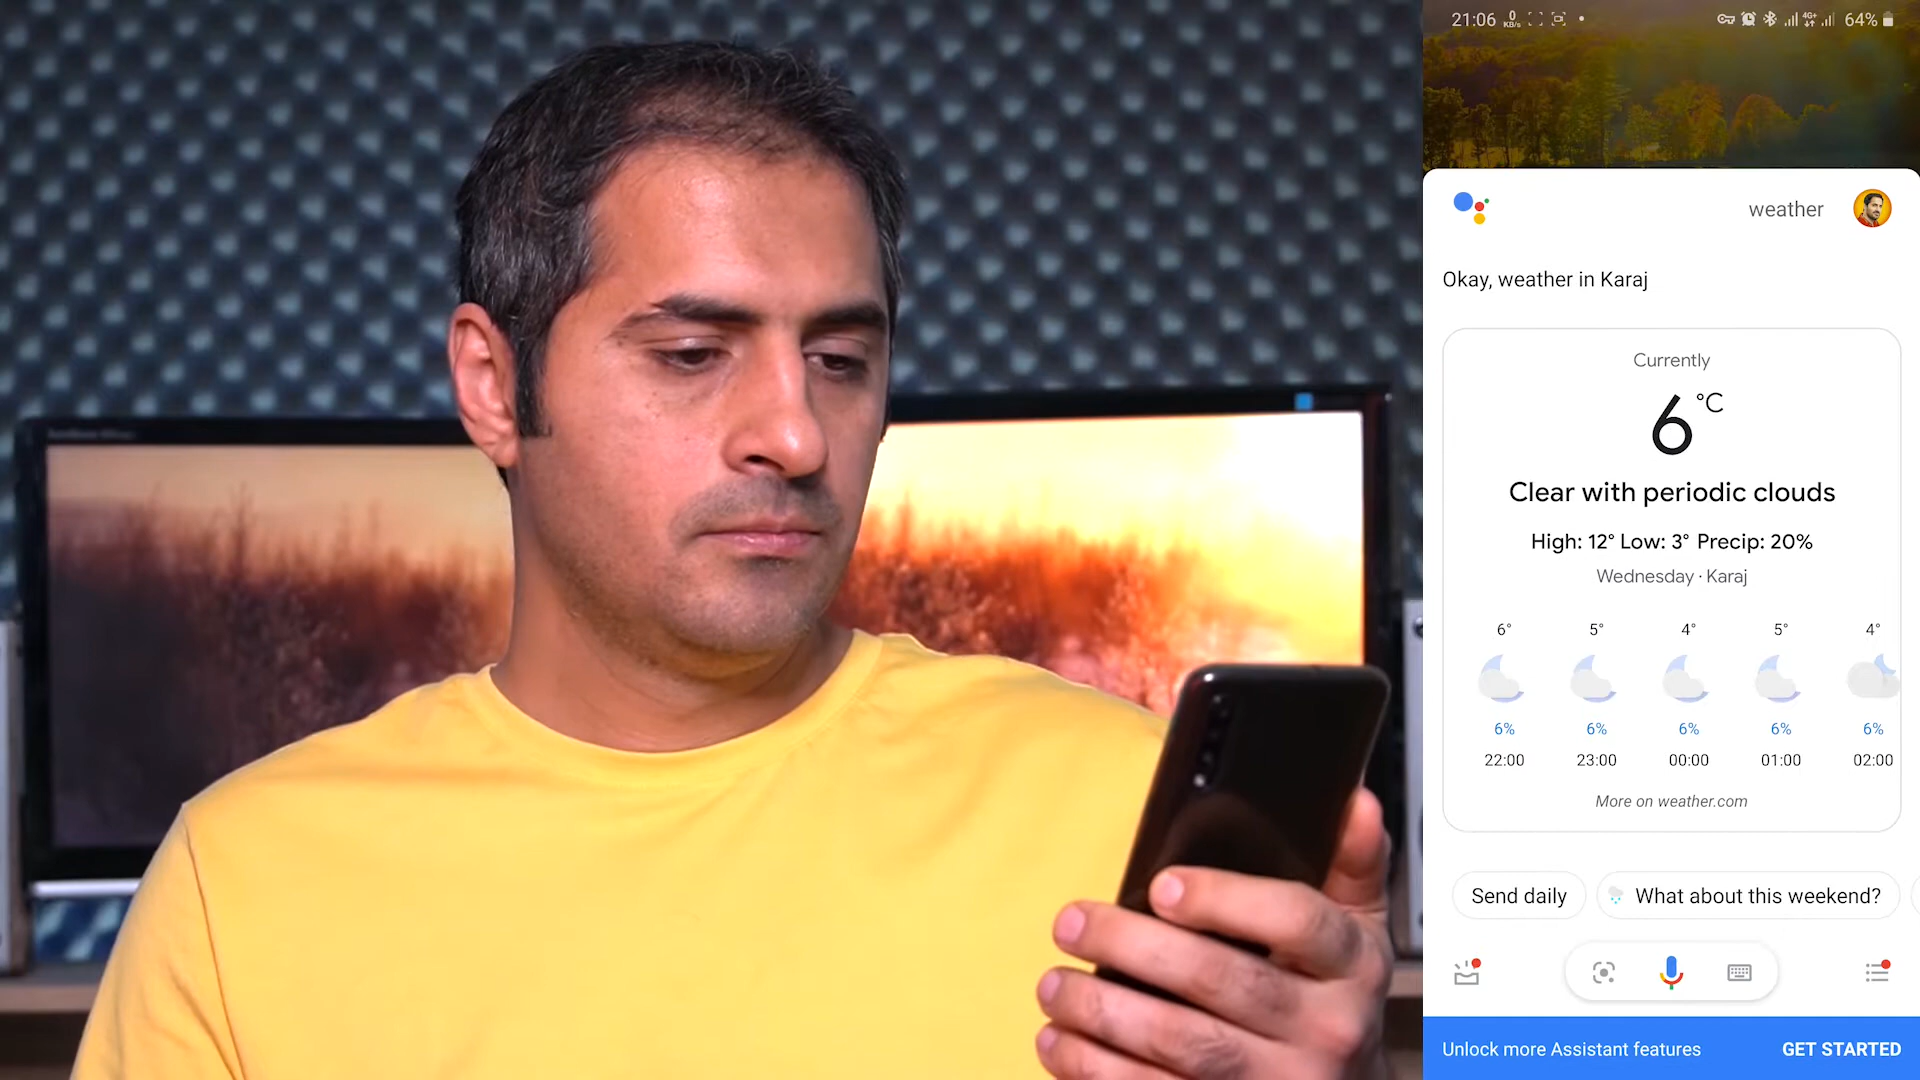 21:06 0 KB/s 4G+ 64%
weather
Okay, weather in Karaj
Currently
6 °C
Clear with periodic clouds
High: 12° Low: 3° Precip: 20%
Wednesday · Karaj
6° 5° 4° 5° 4°
6% 6% 6% 6% 6%
22:00 23:00 00:00 01:00 02:00
More on weather.com
Send daily What about this weekend?
Unlock more Assistant features GET STARTED